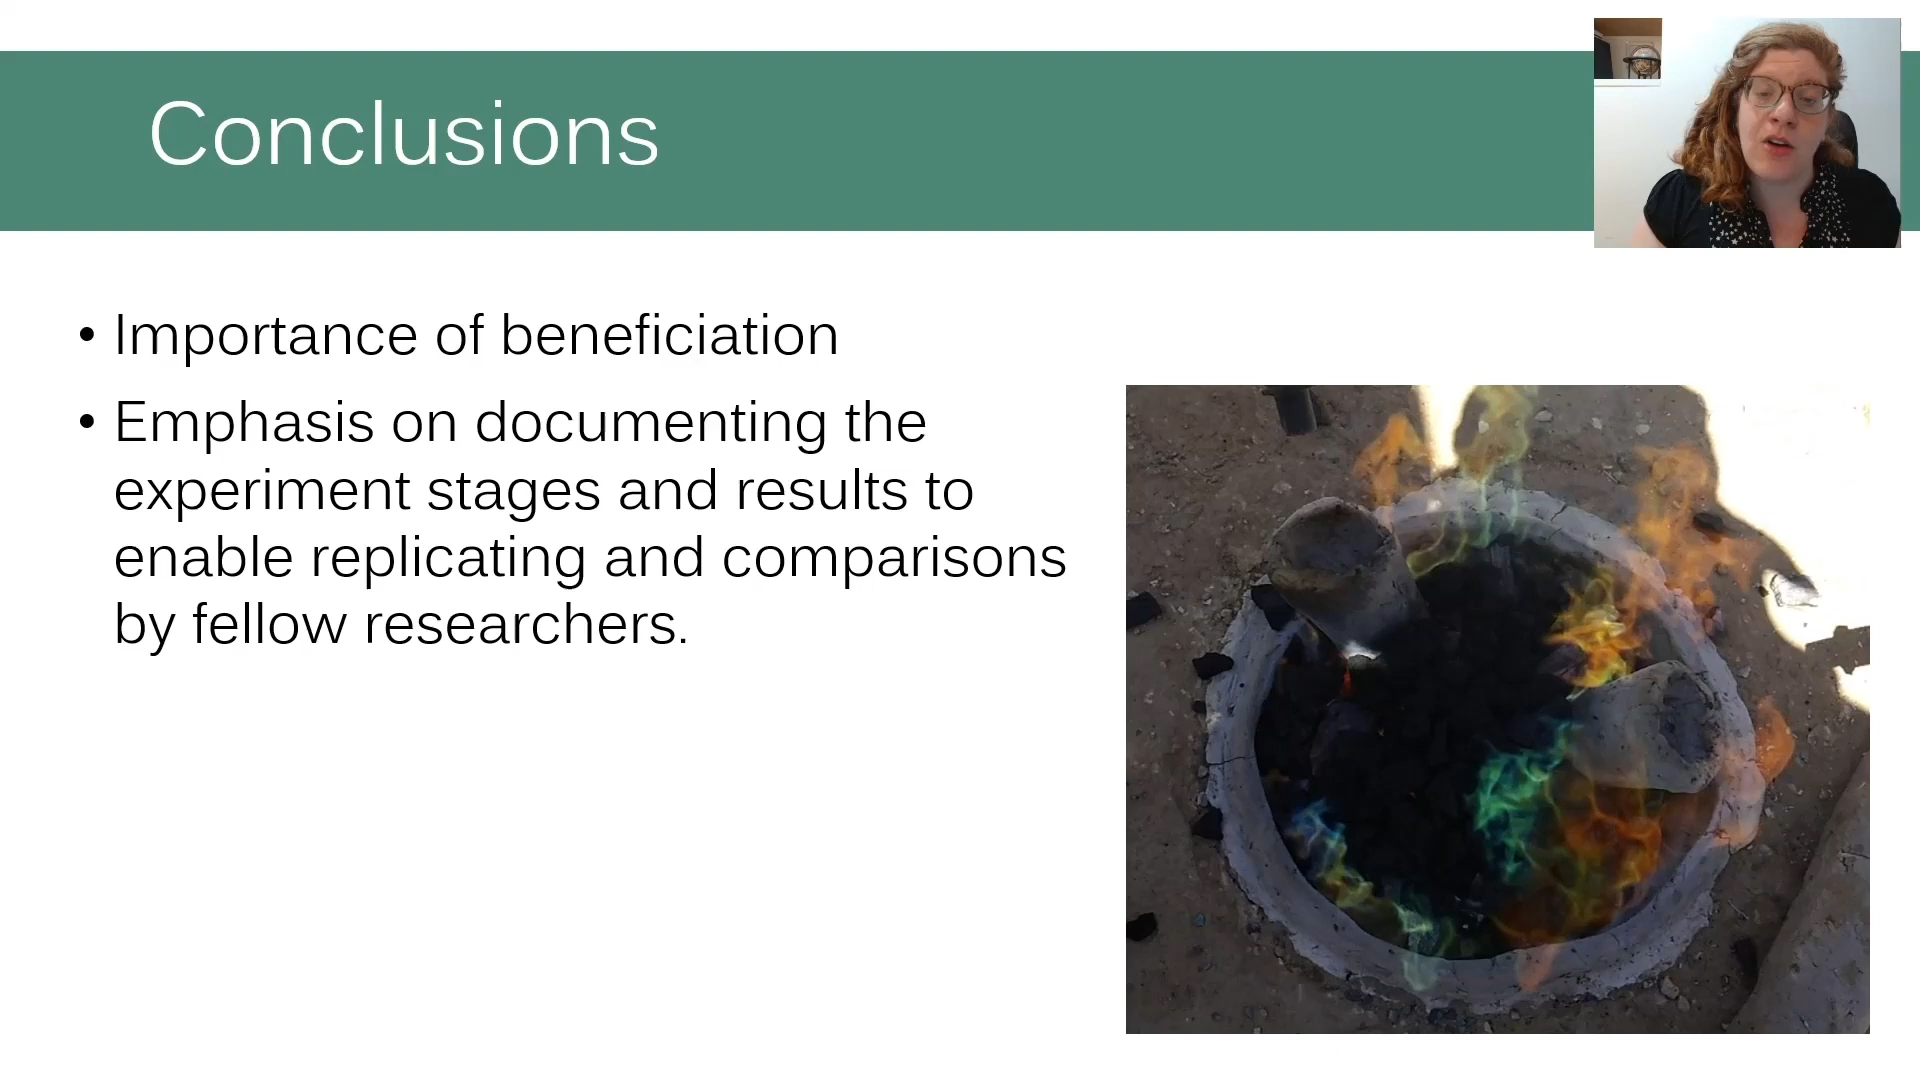 Conclusions
• Importance of beneficiation
• Emphasis on documenting the
experiment stages and results to
enable replicating and comparisons
by fellow researchers.